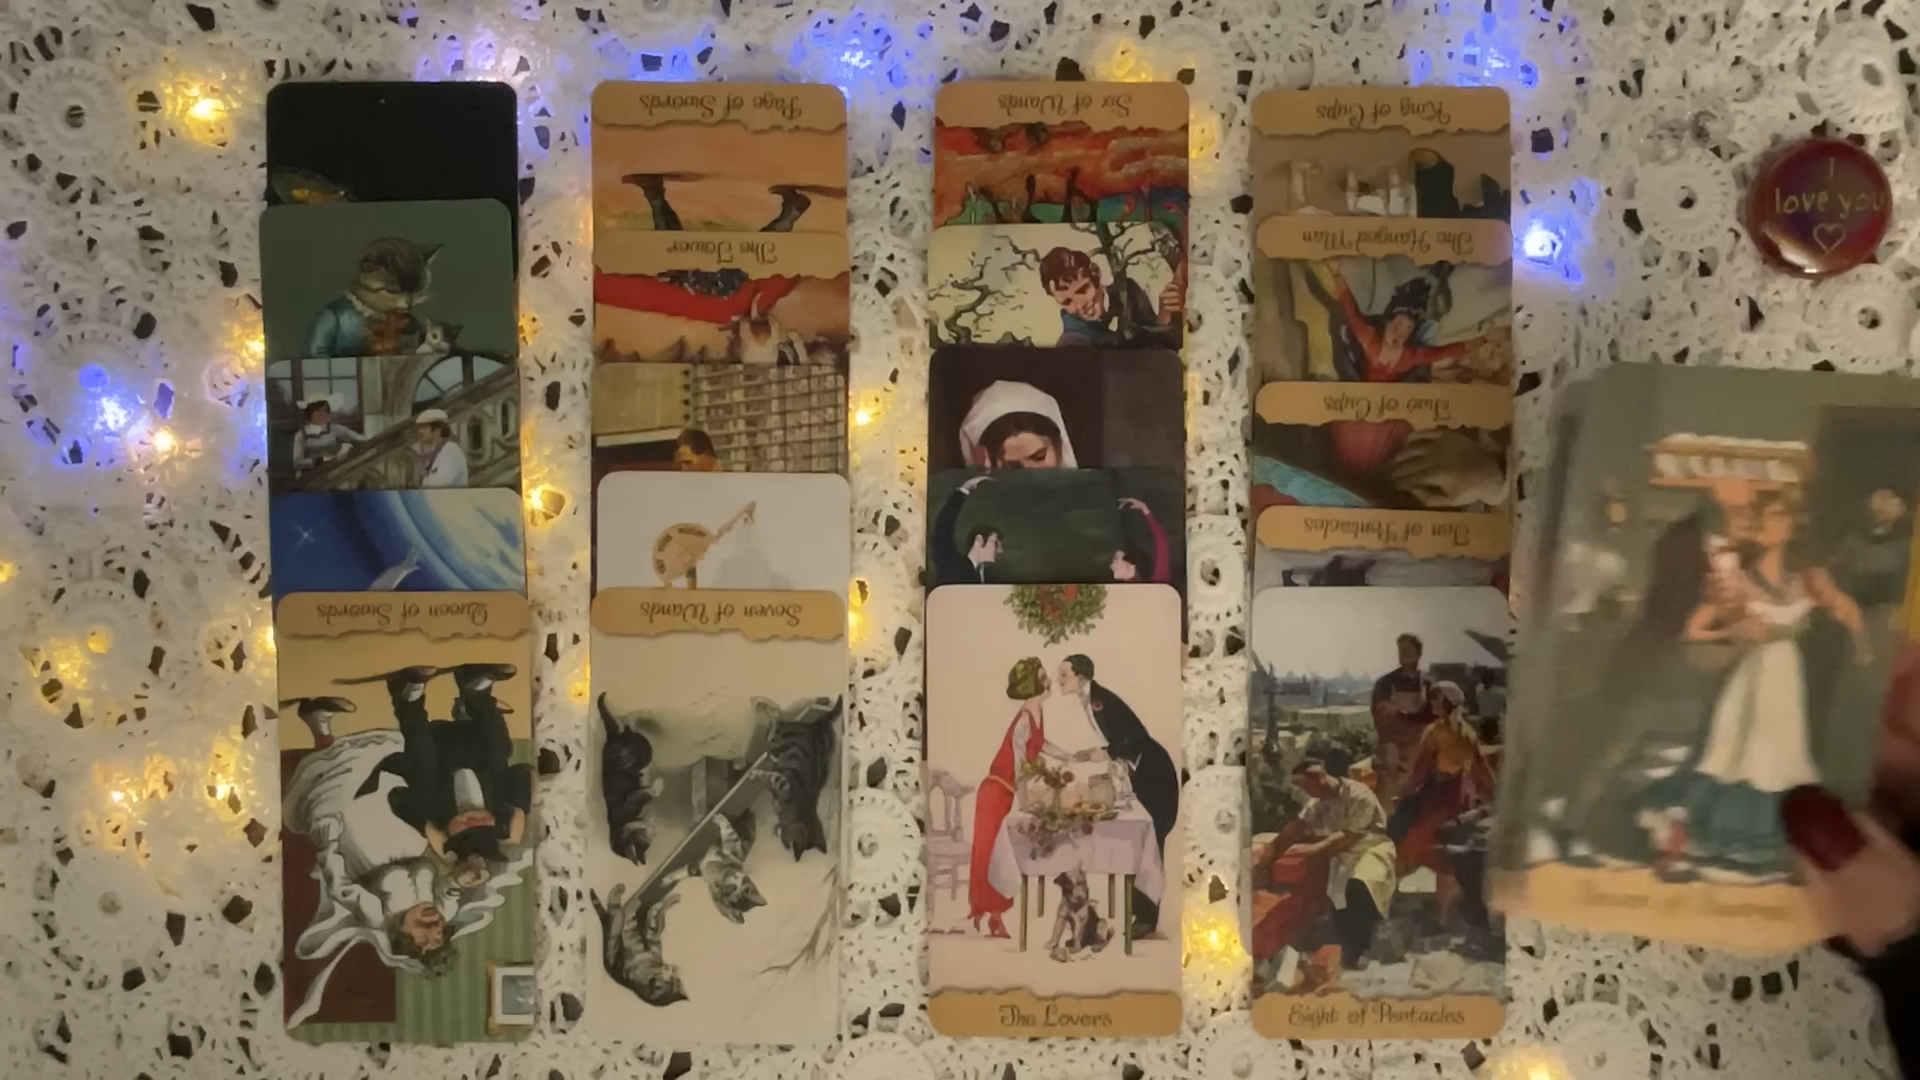 Page of Swords
Six of Wands
King of Cups
I
love you
The Tower
The Hanged Man
Two of Cups
Ten of Pentacles
Queen of Swords
Seven of Wands
The Lovers
Eight of Pentacles